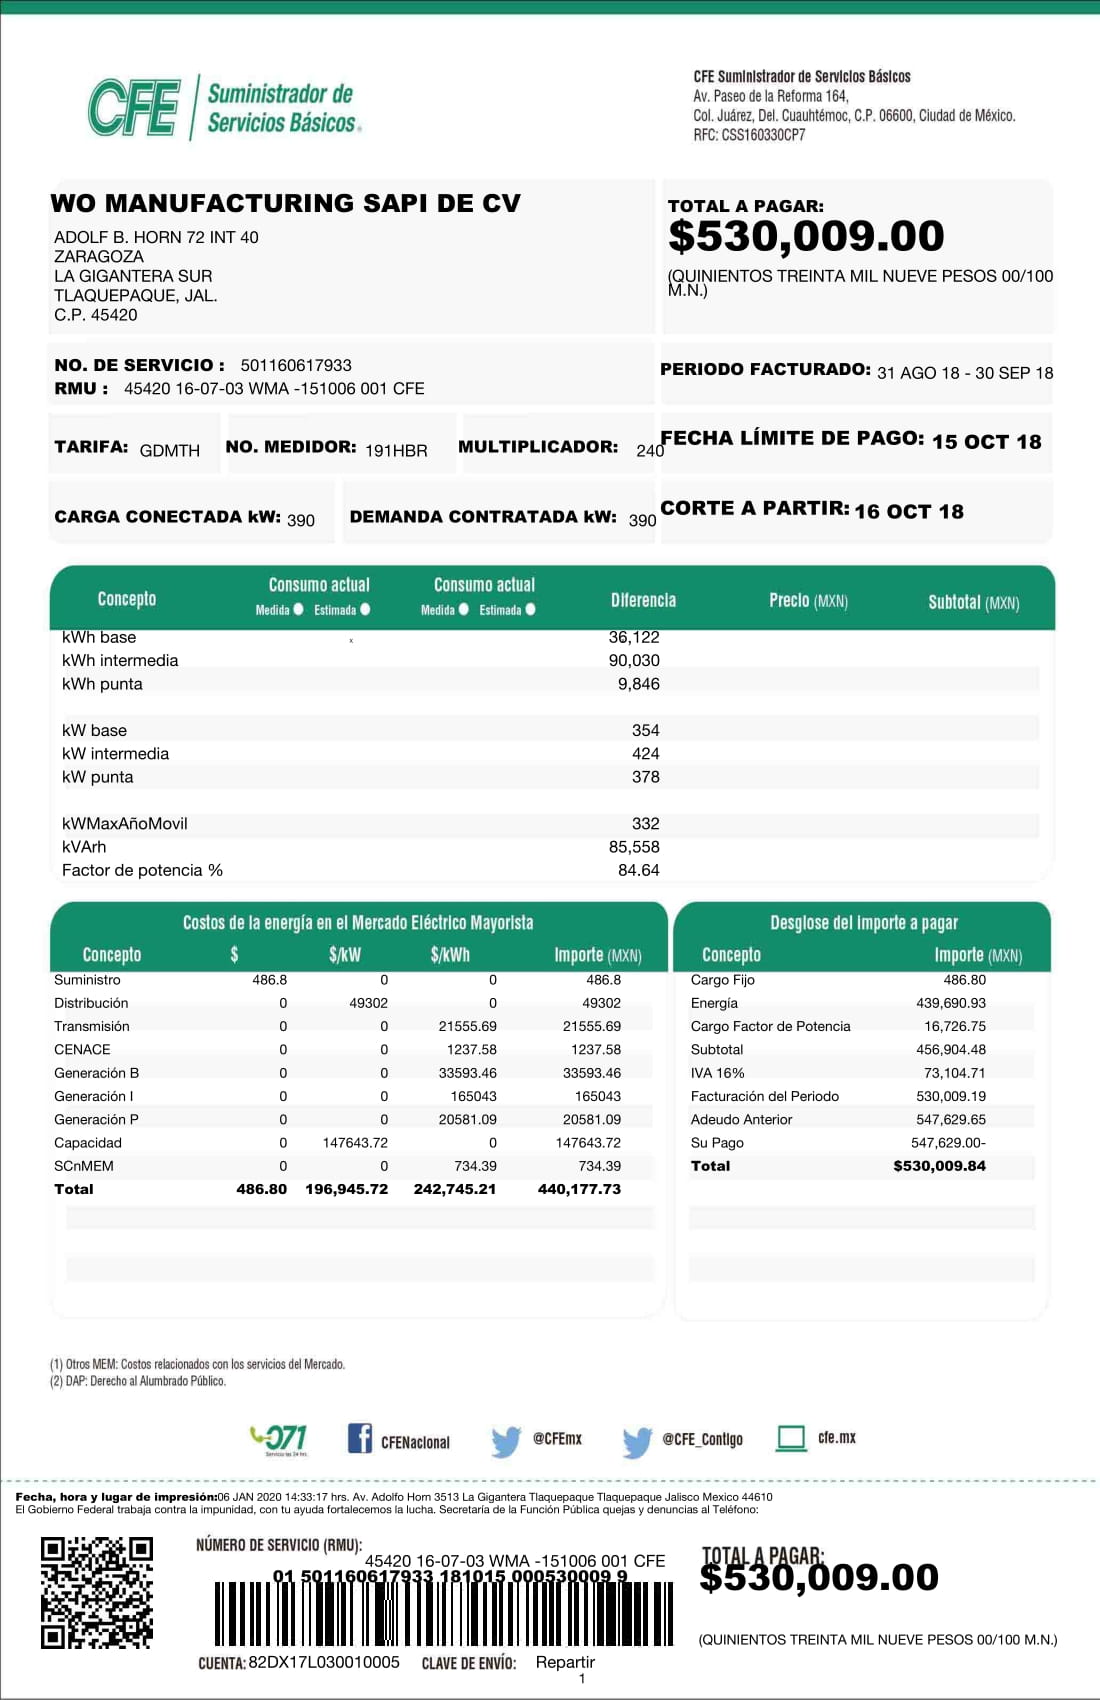 CFE
Suministrador de
Servicios Básicos®
CFE Suministrador de Servicios Básicos
Av. Paseo de la Reforma 164,
Col. Juárez, Del. Cuauhtémoc, C.P. 06600, Ciudad de México.
RFC: CSS160330CP7
WO MANUFACTURING SAPI DE CV
ADOLF B. HORN 72 INT 40
ZARAGOZA
LA GIGANTERA SUR
TLAQUEPAQUE, JAL.
C.P. 45420
TOTAL A PAGAR:
$530,009.00
(QUINIENTOS TREINTA MIL NUEVE PESOS 00/100
M.N.)
NO. DE SERVICIO : 501160617933
RMU : 45420 16-07-03 WMA -151006 001 CFE
PERIODO FACTURADO: 31 AGO 18 - 30 SEP 18
TARIFA: GDMTH NO. MEDIDOR: 191HBR MULTIPLICADOR: 240
FECHA LÍMITE DE PAGO: 15 OCT 18
CARGA CONECTADA kW: 390 DEMANDA CONTRATADA kW: 390
CORTE A PARTIR: 16 OCT 18
Concepto Consumo actual Consumo actual Diferencia Precio (MXN) Subtotal (MXN)
Medida Estimada Medida Estimada
kWh base x 36,122
kWh intermedia 90,030
kWh punta 9,846
kW base 354
kW intermedia 424
kW punta 378
kWMaxAñoMovil 332
kVArh 85,558
Factor de potencia % 84.64
Costos de la energía en el Mercado Eléctrico Mayorista
Concepto $ $/kW $/kWh Importe (MXN)
Suministro 486.8 0 0 486.8
Distribución 0 49302 0 49302
Transmisión 0 0 21555.69 21555.69
CENACE 0 0 1237.58 1237.58
Generación B 0 0 33593.46 33593.46
Generación I 0 0 165043 165043
Generación P 0 0 20581.09 20581.09
Capacidad 0 147643.72 0 147643.72
SCnMEM 0 0 734.39 734.39
Total 486.80 196,945.72 242,745.21 440,177.73
Desglose del importe a pagar
Concepto Importe (MXN)
Cargo Fijo 486.80
Energía 439,690.93
Cargo Factor de Potencia 16,726.75
Subtotal 456,904.48
IVA 16% 73,104.71
Facturación del Periodo 530,009.19
Adeudo Anterior 547,629.65
Su Pago 547,629.00-
Total $530,009.84
(1) Otros MEM: Costos relacionados con los servicios del Mercado.
(2) DAP: Derecho al Alumbrado Público.
071
Servicio las 24 hrs.
CFENacional
@CFEmx
@CFE_Contigo
cfe.mx
Fecha, hora y lugar de impresión:06 JAN 2020 14:33:17 hrs. Av. Adolfo Horn 3513 La Gigantera Tlaquepaque Tlaquepaque Jalisco Mexico 44610
El Gobierno Federal trabaja contra la impunidad, con tu ayuda fortalecemos la lucha. Secretaría de la Función Pública quejas y denuncias al Teléfono:
NÚMERO DE SERVICIO (RMU):
45420 16-07-03 WMA -151006 001 CFE
01 501160617933 181015 000530009 9
CUENTA: 82DX17L030010005 CLAVE DE ENVÍO: Repartir
1
TOTAL A PAGAR:
$530,009.00
(QUINIENTOS TREINTA MIL NUEVE PESOS 00/100 M.N.)